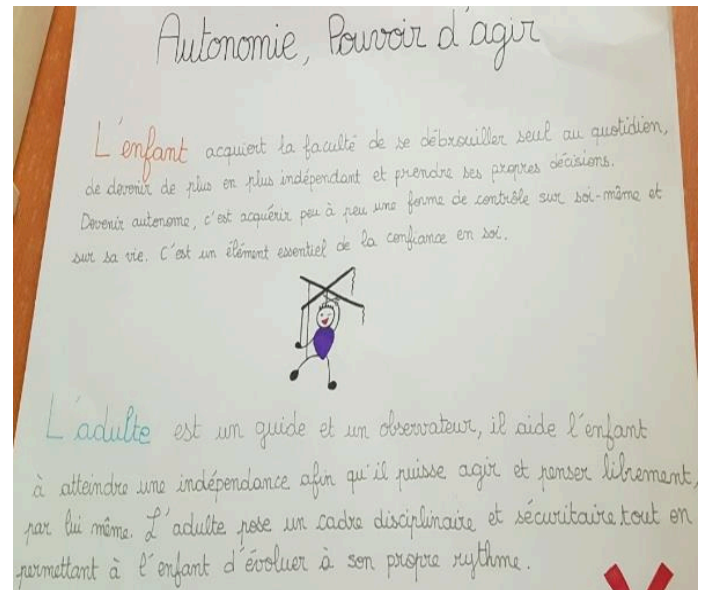 Autonomie, Pouvoir d'agir
L'enfant acquiert la faculté de se débrouiller seul au quotidien,
de devenir de plus en plus indépendant et prendre ses propres décisions.
Devenir autonome, c'est acquérir peu à peu une forme de contrôle sur soi-même et
sur sa vie. C'est un élément essentiel de la confiance en soi.
L'adulte est un guide et un observateur, il aide l'enfant
à atteindre une indépendance afin qu'il puisse agir et penser librement,
par lui même. L'adulte pose un cadre disciplinaire et sécuritaire tout en
permettant à l'enfant d'évoluer à son propre rythme.